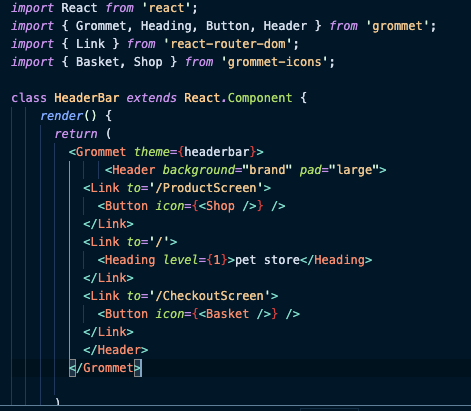 import React from 'react';
import { Grommet, Heading, Button, Header } from 'grommet';
import { Link } from 'react-router-dom';
import { Basket, Shop } from 'grommet-icons';
class HeaderBar extends React.Component {
render() {
return (
<Grommet theme={headerbar}>
<Header background="brand" pad="large">
<Link to='/ProductScreen'>
<Button icon={<Shop />} />
</Link>
<Link to='/'>
<Heading level={1}>pet store</Heading>
</Link>
<Link to='/CheckoutScreen'>
<Button icon={<Basket />} />
</Link>
</Header>
</Grommet>
)